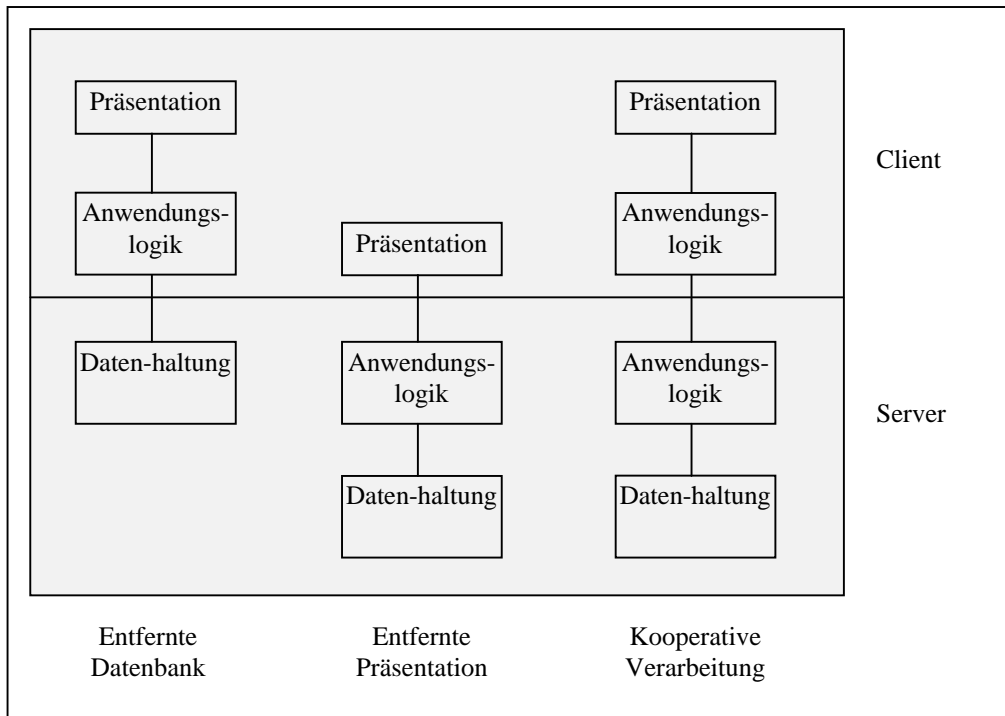 Präsentation
Präsentation
Client
Anwendungs-
logik
Anwendungs-
logik
Präsentation
Daten-haltung
Anwendungs-
logik
Anwendungs-
logik
Server
Daten-haltung
Daten-haltung
Entfernte
Datenbank
Entfernte
Präsentation
Kooperative
Verarbeitung